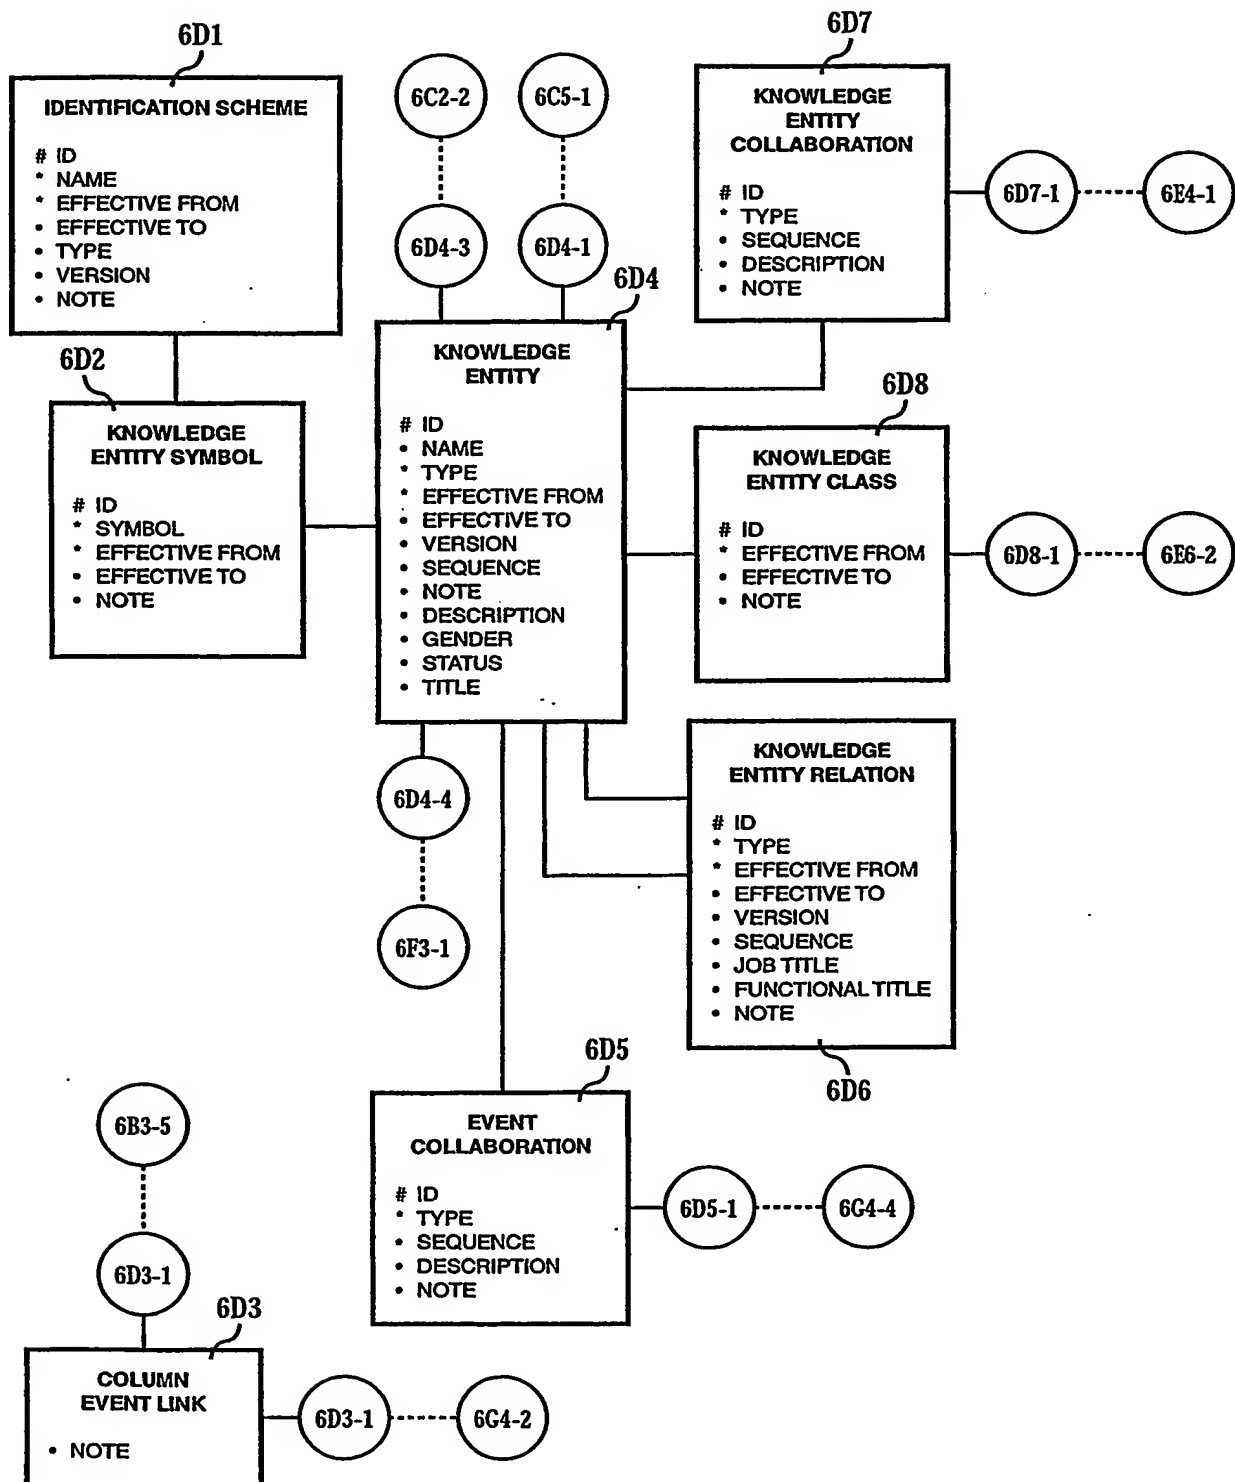 6D1
IDENTIFICATION SCHEME
# ID
* NAME
* EFFECTIVE FROM
• EFFECTIVE TO
• TYPE
• VERSION
• NOTE
6D2
KNOWLEDGE
ENTITY SYMBOL
# ID
* SYMBOL
* EFFECTIVE FROM
• EFFECTIVE TO
• NOTE
6C2-2
6C5-1
6D4-3
6D4-1
6D4
KNOWLEDGE
ENTITY
# ID
• NAME
* TYPE
* EFFECTIVE FROM
• EFFECTIVE TO
• VERSION
• SEQUENCE
• NOTE
• DESCRIPTION
• GENDER
• STATUS
• TITLE
6D7
KNOWLEDGE
ENTITY
COLLABORATION
# ID
* TYPE
• SEQUENCE
• DESCRIPTION
• NOTE
6D7-1
6E4-1
6D8
KNOWLEDGE
ENTITY CLASS
# ID
* EFFECTIVE FROM
• EFFECTIVE TO
• NOTE
6D8-1
6E6-2
KNOWLEDGE
ENTITY RELATION
# ID
* TYPE
* EFFECTIVE FROM
• EFFECTIVE TO
• VERSION
• SEQUENCE
• JOB TITLE
• FUNCTIONAL TITLE
• NOTE
6D6
6D4-4
6F3-1
6D5
EVENT
COLLABORATION
# ID
* TYPE
• SEQUENCE
• DESCRIPTION
• NOTE
6D5-1
6G4-4
6B3-5
6D3-1
6D3
COLUMN
EVENT LINK
• NOTE
6D3-1
6G4-2